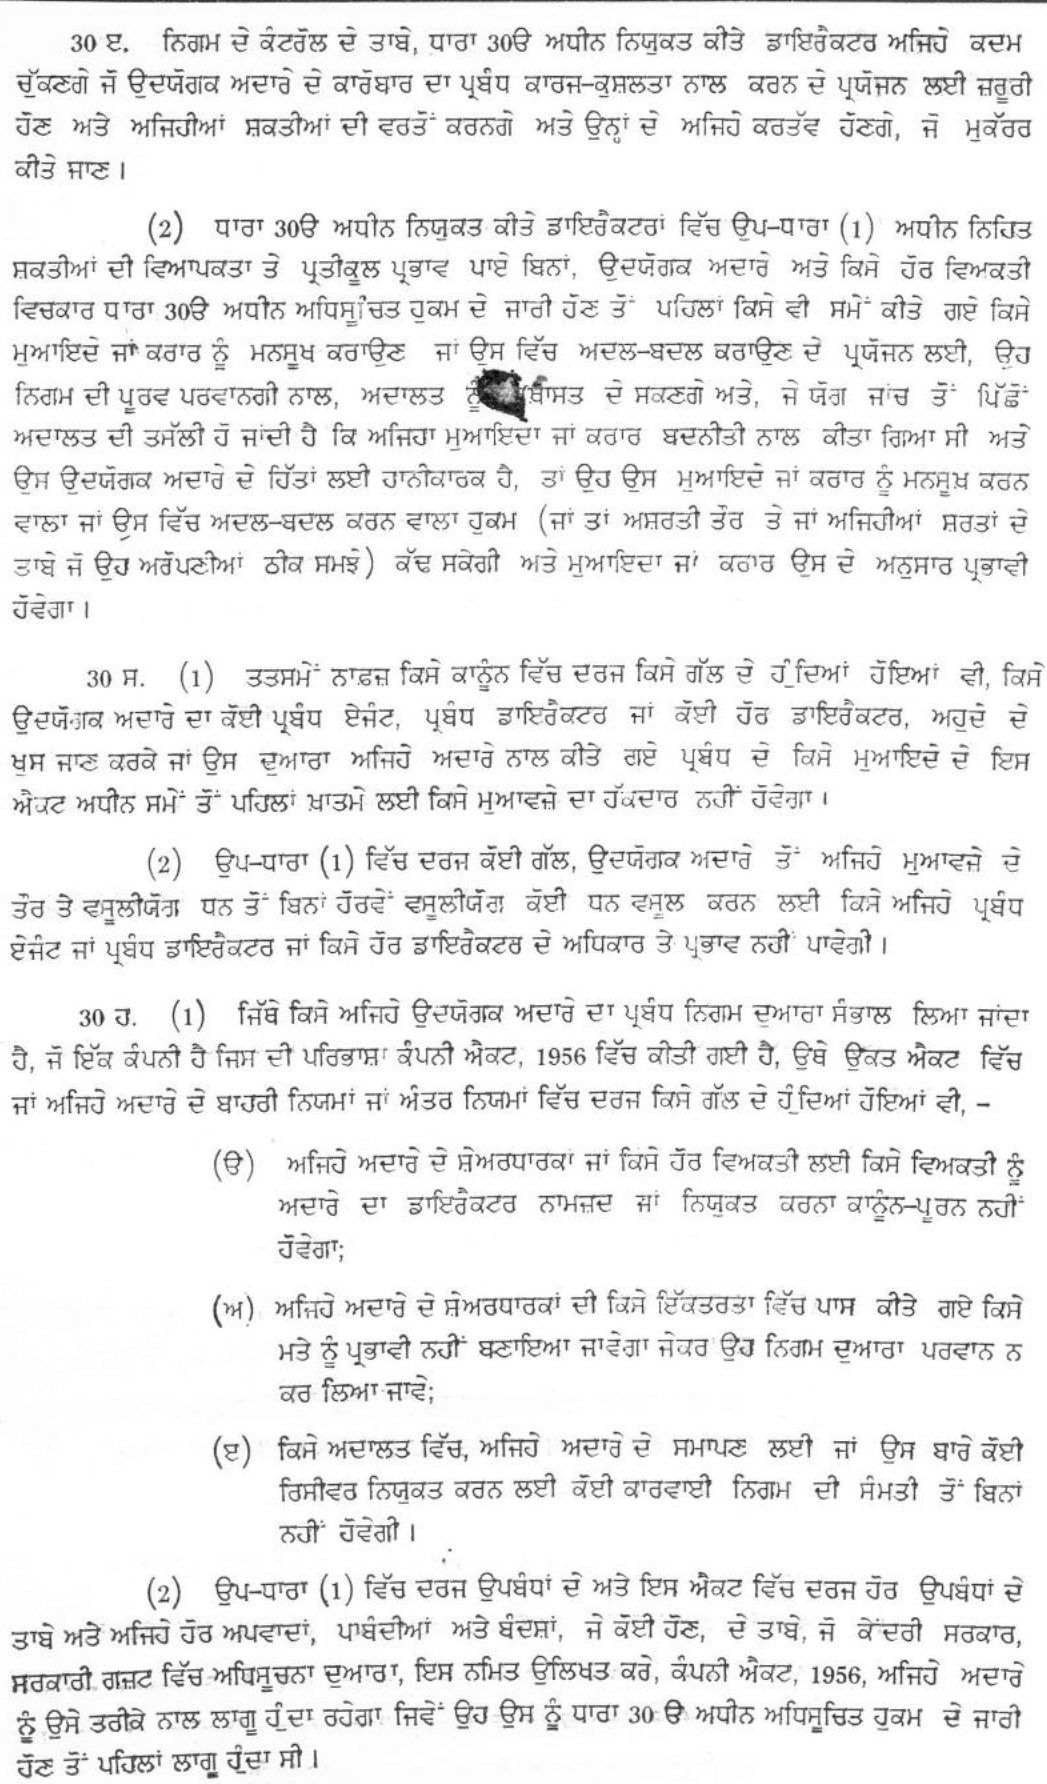 30 ੲ. ਨਿਗਮ ਦੇ ਕੰਟਰੋਲ ਦੇ ਤਾਬੇ, ਧਾਰਾ 30ੳ ਅਧੀਨ ਨਿਯੁਕਤ ਕੀਤੇ ਡਾਇਰੈਕਟਰ ਅਜਿਹੇ ਕਦਮ
ਚੁੱਕਣਗੇ ਜੋ ਉਦਯੋਗਕ ਅਦਾਰੇ ਦੇ ਕਾਰੋਬਾਰ ਦਾ ਪ੍ਰਬੰਧ ਕਾਰਜ-ਕੁਸ਼ਲਤਾ ਨਾਲ ਕਰਨ ਦੇ ਪ੍ਰਯੋਜਨ ਲਈ ਜ਼ਰੂਰੀ
ਹੋਣ ਅਤੇ ਅਜਿਹੀਆਂ ਸ਼ਕਤੀਆਂ ਦੀ ਵਰਤੋਂ ਕਰਨਗੇ ਅਤੇ ਉਨ੍ਹਾਂ ਦੇ ਅਜਿਹੇ ਕਰਤੱਵ ਹੋਣਗੇ, ਜੋ ਮੁਕੱਰਰ
ਕੀਤੇ ਜਾਣ।
(2) ਧਾਰਾ 30ੳ ਅਧੀਨ ਨਿਯੁਕਤ ਕੀਤੇ ਡਾਇਰੈਕਟਰਾਂ ਵਿੱਚ ਉਪ-ਧਾਰਾ (1) ਅਧੀਨ ਨਿਹਿਤ
ਸ਼ਕਤੀਆਂ ਦੀ ਵਿਆਪਕਤਾ ਤੇ ਪ੍ਰਤੀਕੂਲ ਪ੍ਰਭਾਵ ਪਾਏ ਬਿਨਾਂ, ਉਦਯੋਗਕ ਅਦਾਰੇ ਅਤੇ ਕਿਸੇ ਹੋਰ ਵਿਅਕਤੀ
ਵਿਚਕਾਰ ਧਾਰਾ 30ੳ ਅਧੀਨ ਅਧਿਸੂਚਿਤ ਹੁਕਮ ਦੇ ਜਾਰੀ ਹੋਣ ਤੋਂ ਪਹਿਲਾਂ ਕਿਸੇ ਵੀ ਸਮੇਂ ਕੀਤੇ ਗਏ ਕਿਸੇ
ਮੁਆਇਦੇ ਜਾਂ ਕਰਾਰ ਨੂੰ ਮਨਸੂਖ ਕਰਾਉਣ ਜਾਂ ਉਸ ਵਿੱਚ ਅਦਲ-ਬਦਲ ਕਰਾਉਣ ਦੇ ਪ੍ਰਯੋਜਨ ਲਈ, ਉਹ
ਨਿਗਮ ਦੀ ਪੂਰਵ ਪਰਵਾਨਗੀ ਨਾਲ, ਅਦਾਲਤ ਨੂੰ ਦੇ ਸਕਣਗੇ ਅਤੇ, ਜੇ ਯੋਗ ਜਾਂਚ ਤੋਂ ਪਿੱਛੋਂ
ਅਦਾਲਤ ਦੀ ਤਸੱਲੀ ਹੋ ਜਾਂਦੀ ਹੈ ਕਿ ਅਜਿਹਾ ਮੁਆਇਦਾ ਜਾਂ ਕਰਾਰ ਬਦਨੀਤੀ ਨਾਲ ਕੀਤਾ ਗਿਆ ਸੀ ਅਤੇ
ਉਸ ਉਦਯੋਗਕ ਅਦਾਰੇ ਦੇ ਹਿੱਤਾਂ ਲਈ ਹਾਨੀਕਾਰਕ ਹੈ, ਤਾਂ ਉਹ ਉਸ ਮੁਆਇਦੇ ਜਾਂ ਕਰਾਰ ਨੂੰ ਮਨਸੂਖ਼ ਕਰਨ
ਵਾਲਾ ਜਾਂ ਉਸ ਵਿੱਚ ਅਦਲ-ਬਦਲ ਕਰਨ ਵਾਲਾ ਹੁਕਮ (ਜਾਂ ਤਾਂ ਅਸ਼ਰਤੀ ਤੌਰ ਤੇ ਜਾਂ ਅਜਿਹੀਆਂ ਸ਼ਰਤਾਂ ਦੇ
ਤਾਬੇ ਜੋ ਉਹ ਅਰੋਪਣੀਆਂ ਠੀਕ ਸਮਝੇ) ਕੱਢ ਸਕੇਗੀ ਅਤੇ ਮੁਆਇਦਾ ਜਾਂ ਕਰਾਰ ਉਸ ਦੇ ਅਨੁਸਾਰ ਪ੍ਰਭਾਵੀ
ਹੋਵੇਗਾ।
30 ਸ. (1) ਤਤਸਮੇਂ ਨਾਫ਼ਜ਼ ਕਿਸੇ ਕਾਨੂੰਨ ਵਿੱਚ ਦਰਜ ਕਿਸੇ ਗੱਲ ਦੇ ਹੁੰਦਿਆਂ ਹੋਇਆਂ ਵੀ, ਕਿਸੇ
ਉਦਯੋਗਕ ਅਦਾਰੇ ਦਾ ਕੋਈ ਪ੍ਰਬੰਧ ਏਜੰਟ, ਪ੍ਰਬੰਧ ਡਾਇਰੈਕਟਰ ਜਾਂ ਕੋਈ ਹੋਰ ਡਾਇਰੈਕਟਰ, ਅਹੁਦੇ ਦੇ
ਖੁਸ ਜਾਣ ਕਰਕੇ ਜਾਂ ਉਸ ਦੁਆਰਾ ਅਜਿਹੇ ਅਦਾਰੇ ਨਾਲ ਕੀਤੇ ਗਏ ਪ੍ਰਬੰਧ ਦੇ ਕਿਸੇ ਮੁਆਇਦੇ ਦੇ ਇਸ
ਐਕਟ ਅਧੀਨ ਸਮੇਂ ਤੋਂ ਪਹਿਲਾਂ ਖ਼ਾਤਮੇ ਲਈ ਕਿਸੇ ਮੁਆਵਜ਼ੇ ਦਾ ਹੱਕਦਾਰ ਨਹੀਂ ਹੋਵੇਗਾ।
(2) ਉਪ-ਧਾਰਾ (1) ਵਿੱਚ ਦਰਜ ਕੋਈ ਗੱਲ, ਉਦਯੋਗਕ ਅਦਾਰੇ ਤੋਂ ਅਜਿਹੇ ਮੁਆਵਜ਼ੇ ਦੇ
ਤੌਰ ਤੇ ਵਸੂਲੀਯੋਗ ਧਨ ਤੋਂ ਬਿਨਾਂ ਹੋਰਵੇਂ ਵਸੂਲੀਯੋਗ ਕੋਈ ਧਨ ਵਸੂਲ ਕਰਨ ਲਈ ਕਿਸੇ ਅਜਿਹੇ ਪ੍ਰਬੰਧ
ਏਜੰਟ ਜਾਂ ਪ੍ਰਬੰਧ ਡਾਇਰੈਕਟਰ ਜਾਂ ਕਿਸੇ ਹੋਰ ਡਾਇਰੈਕਟਰ ਦੇ ਅਧਿਕਾਰ ਤੇ ਪ੍ਰਭਾਵ ਨਹੀਂ ਪਾਵੇਗੀ।
30 ਹ. (1) ਜਿੱਥੇ ਕਿਸੇ ਅਜਿਹੇ ਉਦਯੋਗਕ ਅਦਾਰੇ ਦਾ ਪ੍ਰਬੰਧ ਨਿਗਮ ਦੁਆਰਾ ਸੰਭਾਲ ਲਿਆ ਜਾਂਦਾ
ਹੈ, ਜੋ ਇੱਕ ਕੰਪਨੀ ਹੈ ਜਿਸ ਦੀ ਪਰਿਭਾਸ਼ਾ ਕੰਪਨੀ ਐਕਟ, 1956 ਵਿੱਚ ਕੀਤੀ ਗਈ ਹੈ, ਉਥੇ ਉਕਤ ਐਕਟ ਵਿੱਚ
ਜਾਂ ਅਜਿਹੇ ਅਦਾਰੇ ਦੇ ਬਾਹਰੀ ਨਿਯਮਾਂ ਜਾਂ ਅੰਤਰ ਨਿਯਮਾਂ ਵਿੱਚ ਦਰਜ ਕਿਸੇ ਗੱਲ ਦੇ ਹੁੰਦਿਆਂ ਹੋਇਆਂ ਵੀ, –
(ੳ) ਅਜਿਹੇ ਅਦਾਰੇ ਦੇ ਸ਼ੇਅਰਧਾਰਕਾਂ ਜਾਂ ਕਿਸੇ ਹੋਰ ਵਿਅਕਤੀ ਲਈ ਕਿਸੇ ਵਿਅਕਤੀ ਨੂੰ
ਅਦਾਰੇ ਦਾ ਡਾਇਰੈਕਟਰ ਨਾਮਜ਼ਦ ਜਾਂ ਨਿਯੁਕਤ ਕਰਨਾ ਕਾਨੂੰਨ-ਪੂਰਨ ਨਹੀਂ
ਹੋਵੇਗਾ;
(ਅ) ਅਜਿਹੇ ਅਦਾਰੇ ਦੇ ਸ਼ੇਅਰਧਾਰਕਾਂ ਦੀ ਕਿਸੇ ਇੱਕਤਰਤਾ ਵਿੱਚ ਪਾਸ ਕੀਤੇ ਗਏ ਕਿਸੇ
ਮਤੇ ਨੂੰ ਪ੍ਰਭਾਵੀ ਨਹੀਂ ਬਣਾਇਆ ਜਾਵੇਗਾ ਜੇਕਰ ਉਹ ਨਿਗਮ ਦੁਆਰਾ ਪਰਵਾਨ ਨ
ਕਰ ਲਿਆ ਜਾਵੇ;
(ੲ) ਕਿਸੇ ਅਦਾਲਤ ਵਿੱਚ, ਅਜਿਹੇ ਅਦਾਰੇ ਦੇ ਸਮਾਪਣ ਲਈ ਜਾਂ ਉਸ ਬਾਰੇ ਕੋਈ
ਰਿਸੀਵਰ ਨਿਯੁਕਤ ਕਰਨ ਲਈ ਕੋਈ ਕਾਰਵਾਈ ਨਿਗਮ ਦੀ ਸੰਮਤੀ ਤੋਂ ਬਿਨਾਂ
ਨਹੀਂ ਹੋਵੇਗੀ।
(2) ਉਪ-ਧਾਰਾ (1) ਵਿੱਚ ਦਰਜ ਉਪਬੰਧਾਂ ਦੇ ਅਤੇ ਇਸ ਐਕਟ ਵਿੱਚ ਦਰਜ ਹੋਰ ਉਪਬੰਧਾਂ ਦੇ
ਤਾਬੇ ਅਤੇ ਅਜਿਹੇ ਹੋਰ ਅਪਵਾਦਾਂ, ਪਾਬੰਦੀਆਂ ਅਤੇ ਬੰਦਸ਼ਾਂ, ਜੇ ਕੋਈ ਹੋਣ, ਦੇ ਤਾਬੇ, ਜੋ ਕੇਂਦਰੀ ਸਰਕਾਰ,
ਸਰਕਾਰੀ ਗਜ਼ਟ ਵਿੱਚ ਅਧਿਸੂਚਨਾ ਦੁਆਰਾ, ਇਸ ਨਮਿਤ ਉਲਿਖਤ ਕਰੇ, ਕੰਪਨੀ ਐਕਟ, 1956, ਅਜਿਹੇ ਅਦਾਰੇ
ਨੂੰ ਉਸੇ ਤਰੀਕੇ ਨਾਲ ਲਾਗੂ ਹੁੰਦਾ ਰਹੇਗਾ ਜਿਵੇਂ ਉਹ ਉਸ ਨੂੰ ਧਾਰਾ 30 ੳ ਅਧੀਨ ਅਧਿਸੂਚਿਤ ਹੁਕਮ ਦੇ ਜਾਰੀ
ਹੋਣ ਤੋਂ ਪਹਿਲਾਂ ਲਾਗੂ ਹੁੰਦਾ ਸੀ।